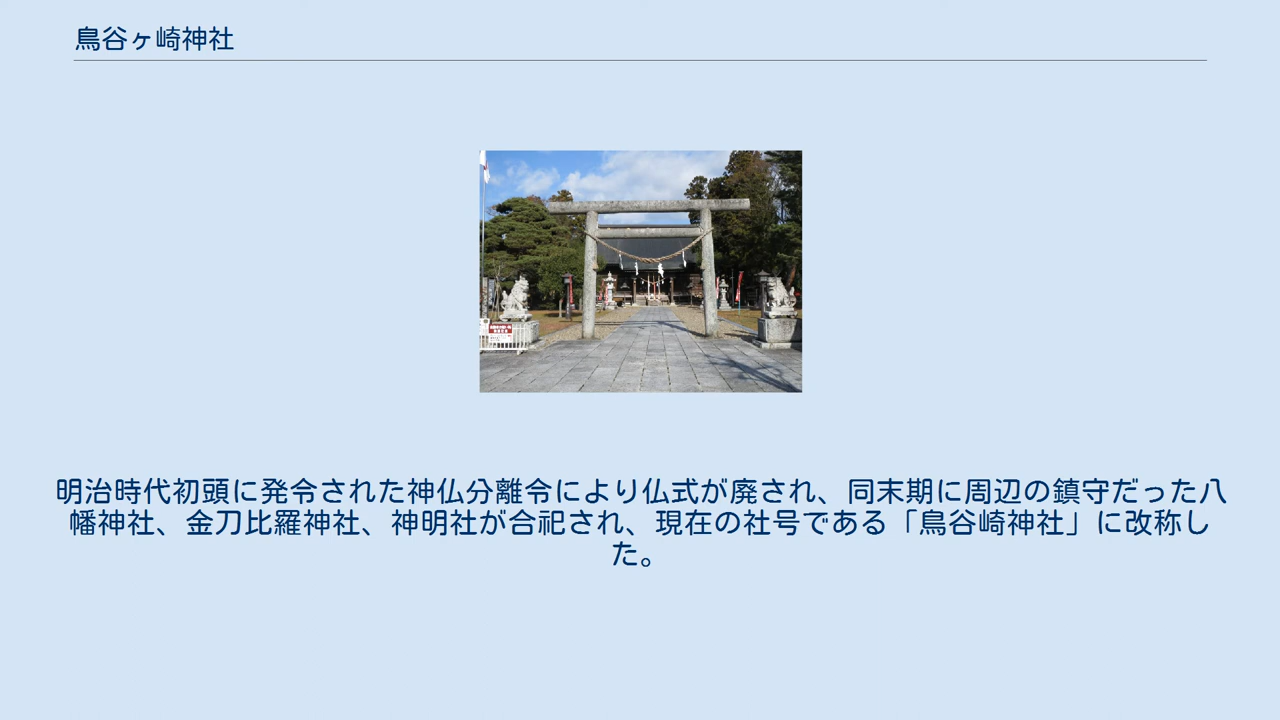 鳥谷ヶ崎神社
明治時代初頭に発令された神仏分離令により仏式が廃され、同末期に周辺の鎮守だった八
幡神社、金刀比羅神社、神明社が合祀され、現在の社号である「鳥谷崎神社」に改称し
た。